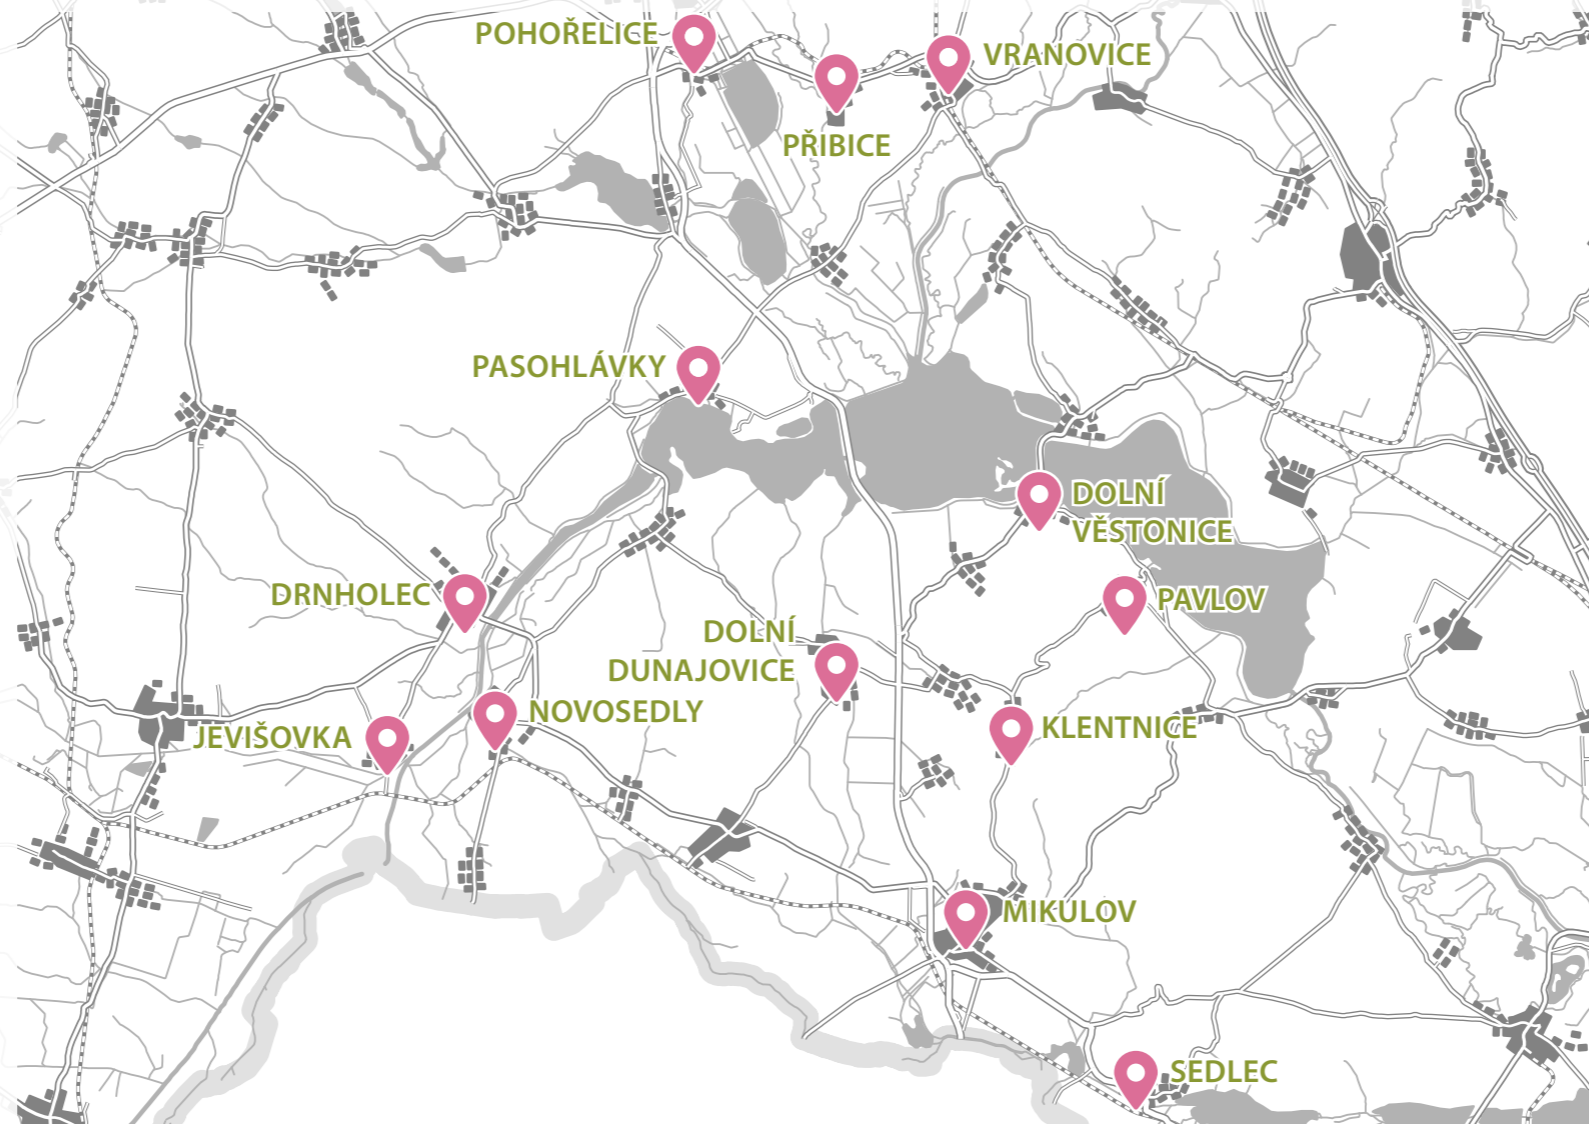 POHOŘELICE
VRANOVICE
PŘIBICE
PASOHLÁVKY
DOLNÍ
VĚSTONICE
DRNHOLEC
PAVLOV
DOLNÍ
DUNAJOVICE
NOVOSEDLY
JEVIŠOVKA
KLENTNICE
MIKULOV
SEDLEC